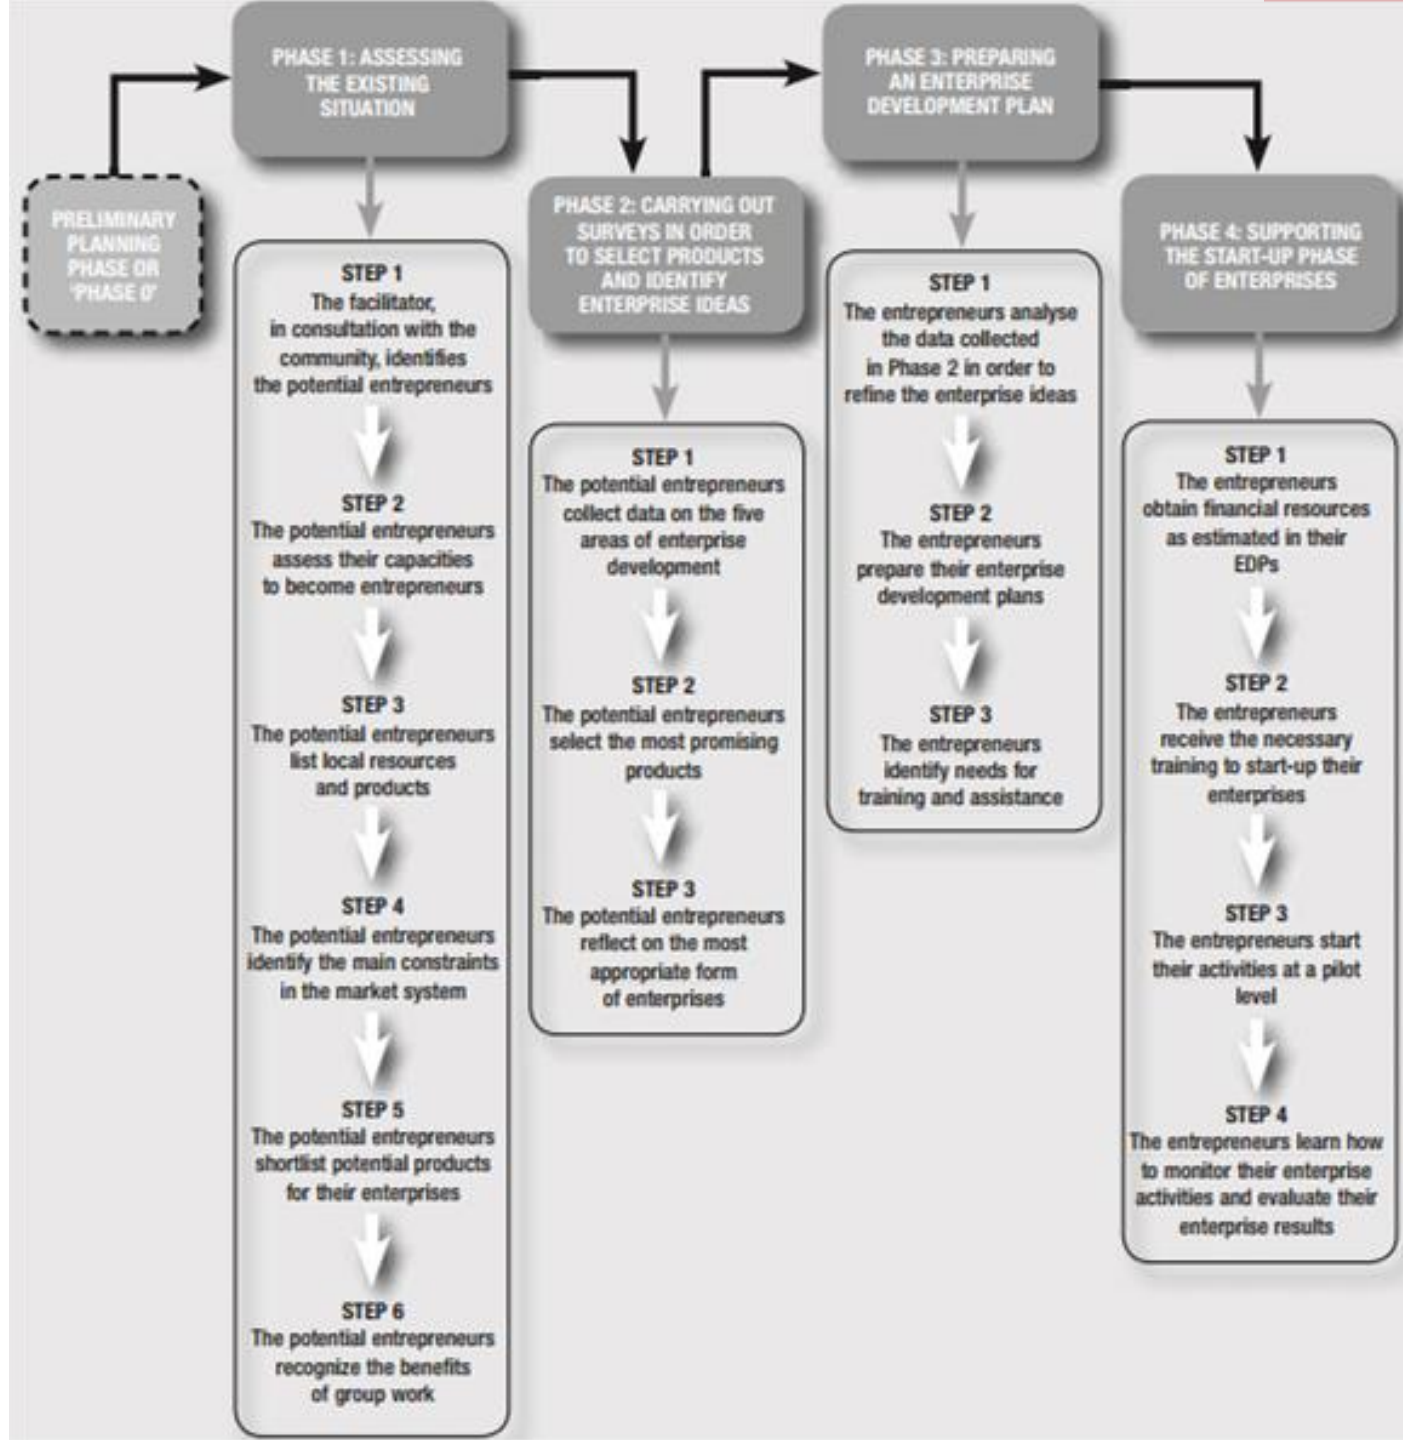 PRELIMINARY
PLANNING
PHASE OR
'PHASE 0'
PHASE 1: ASSESSING
THE EXISTING
SITUATION
STEP 1
The facilitator,
in consultation with the
community, identifies
the potential entrepreneurs
STEP 2
The potential entrepreneurs
assess their capacities
to become entrepreneurs
STEP 3
The potential entrepreneurs
list local resources
and products
STEP 4
The potential entrepreneurs
identify the main constraints
in the market system
STEP 5
The potential entrepreneurs
shortlist potential products
for their enterprises
STEP 6
The potential entrepreneurs
recognize the benefits
of group work
PHASE 2: CARRYING OUT
SURVEYS IN ORDER
TO SELECT PRODUCTS
AND IDENTIFY
ENTERPRISE IDEAS
STEP 1
The potential entrepreneurs
collect data on the five
areas of enterprise
development
STEP 2
The potential entrepreneurs
select the most promising
products
STEP 3
The potential entrepreneurs
reflect on the most
appropriate form
of enterprises
PHASE 3: PREPARING
AN ENTERPRISE
DEVELOPMENT PLAN
STEP 1
The entrepreneurs analyse
the data collected
in Phase 2 in order to
refine the enterprise ideas
STEP 2
The entrepreneurs
prepare their enterprise
development plans
STEP 3
The entrepreneurs
identify needs for
training and assistance
PHASE 4: SUPPORTING
THE START-UP PHASE
OF ENTERPRISES
STEP 1
The entrepreneurs
obtain financial resources
as estimated in their
EDPs
STEP 2
The entrepreneurs
receive the necessary
training to start-up their
enterprises
STEP 3
The entrepreneurs start
their activities at a pilot
level
STEP 4
The entrepreneurs learn how
to monitor their enterprise
activities and evaluate their
enterprise results